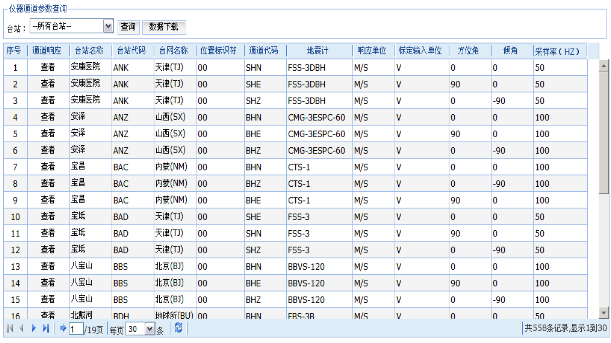 仪器通道参数查询
台站： --所有台站-- 查询 数据下载
序号 通道响应 台站名称 台站代码 台网名称 位置标识符 通道代码 地震计 响应单位 标定输入单位 方位角 倾角 采样率（HZ）
1 查看 安康医院 ANK 天津(TJ) 00 SHN FSS-3DBH M/S V 0 0 50
2 查看 安康医院 ANK 天津(TJ) 00 SHE FSS-3DBH M/S V 90 0 50
3 查看 安康医院 ANK 天津(TJ) 00 SHZ FSS-3DBH M/S V 0 -90 50
4 查看 安泽 ANZ 山西(SX) 00 BHN CMG-3ESPC-60 M/S V 0 0 100
5 查看 安泽 ANZ 山西(SX) 00 BHE CMG-3ESPC-60 M/S V 90 0 100
6 查看 安泽 ANZ 山西(SX) 00 BHZ CMG-3ESPC-60 M/S V 0 -90 100
7 查看 宝昌 BAC 内蒙(NM) 00 BHN CTS-1 M/S V 0 0 100
8 查看 宝昌 BAC 内蒙(NM) 00 BHZ CTS-1 M/S V 0 -90 100
9 查看 宝昌 BAC 内蒙(NM) 00 BHE CTS-1 M/S V 90 0 100
10 查看 宝坻 BAD 天津(TJ) 00 SHE FSS-3 M/S V 90 0 50
11 查看 宝坻 BAD 天津(TJ) 00 SHN FSS-3 M/S V 90 0 50
12 查看 宝坻 BAD 天津(TJ) 00 SHZ FSS-3 M/S V 0 -90 50
13 查看 八宝山 BBS 北京(BJ) 00 BHN BBVS-120 M/S V 0 0 100
14 查看 八宝山 BBS 北京(BJ) 00 BHE BBVS-120 M/S V 90 0 100
15 查看 八宝山 BBS 北京(BJ) 00 BHZ BBVS-120 M/S V 0 -90 100
16 查看 BDH 地球所(BU) 00 BHN FBS-3B M/S V 0 0 50
1 /19页 每页 30 条 共558条记录,显示1到30